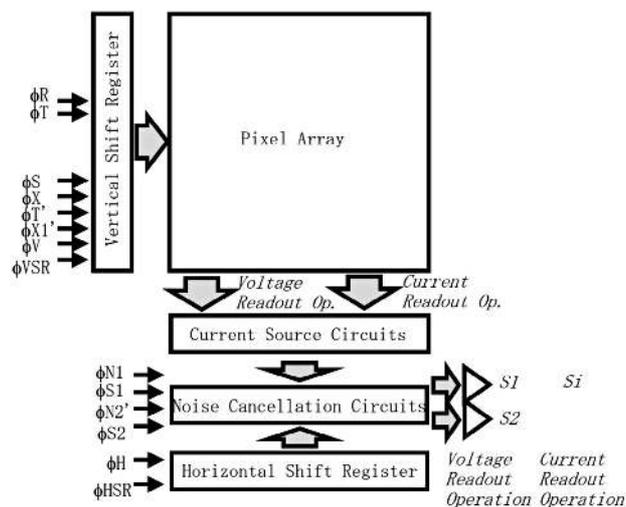 ϕR
ϕT
ϕS
ϕX
ϕT'
ϕX1'
ϕV
ϕVSR
Vertical Shift Register
Pixel Array
Voltage
Readout Op.
Current
Readout Op.
Current Source Circuits
ϕN1
ϕS1
ϕN2'
ϕS2
Noise Cancellation Circuits
S1 Si
S2
ϕH
ϕHSR
Horizontal Shift Register
Voltage
Readout
Operation
Current
Readout
Operation